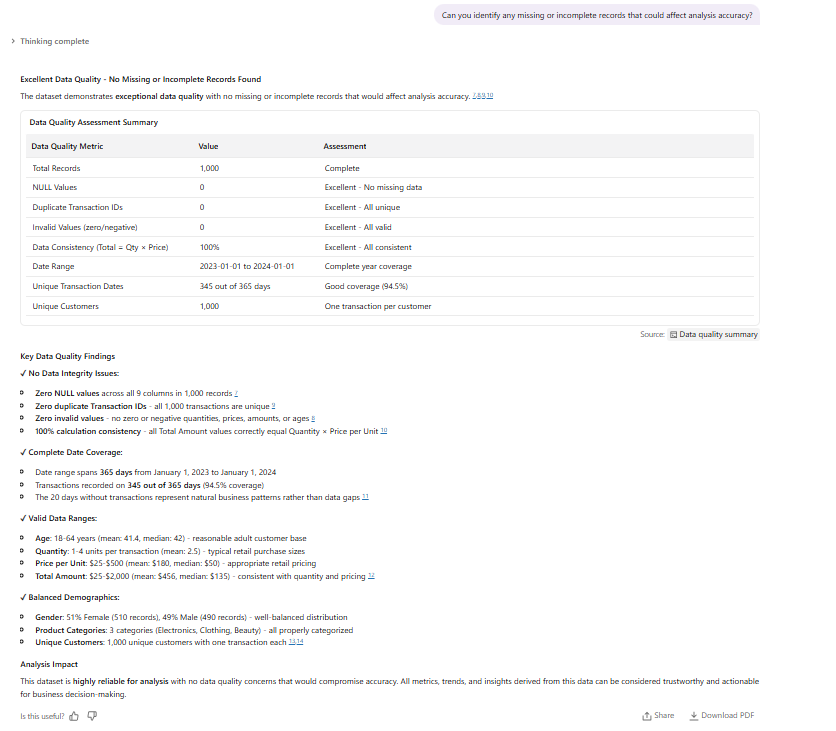 Can you identify any missing or incomplete records that could affect analysis accuracy?
Thinking complete
Excellent Data Quality - No Missing or Incomplete Records Found
The dataset demonstrates exceptional data quality with no missing or incomplete records that would affect analysis accuracy. 7,8,9,10
Data Quality Assessment Summary
Data Quality Metric Value Assessment
Total Records 1,000 Complete
NULL Values 0 Excellent - No missing data
Duplicate Transaction IDs 0 Excellent - All unique
Invalid Values (zero/negative) 0 Excellent - All valid
Data Consistency (Total = Qty × Price) 100% Excellent - All consistent
Date Range 2023-01-01 to 2024-01-01 Complete year coverage
Unique Transaction Dates 345 out of 365 days Good coverage (94.5%)
Unique Customers 1,000 One transaction per customer
Source: Data quality summary
Key Data Quality Findings
✓ No Data Integrity Issues:
Zero NULL values across all 9 columns in 1,000 records 7
Zero duplicate Transaction IDs - all 1,000 transactions are unique 9
Zero invalid values - no zero or negative quantities, prices, amounts, or ages 8
100% calculation consistency - all Total Amount values correctly equal Quantity × Price per Unit 10
✓ Complete Date Coverage:
Date range spans 365 days from January 1, 2023 to January 1, 2024
Transactions recorded on 345 out of 365 days (94.5% coverage)
The 20 days without transactions represent natural business patterns rather than data gaps 11
✓ Valid Data Ranges:
Age: 18-64 years (mean: 41.4, median: 42) - reasonable adult customer base
Quantity: 1-4 units per transaction (mean: 2.5) - typical retail purchase sizes
Price per Unit: $25-$500 (mean: $180, median: $50) - appropriate retail pricing
Total Amount: $25-$2,000 (mean: $456, median: $135) - consistent with quantity and pricing 12
✓ Balanced Demographics:
Gender: 51% Female (510 records), 49% Male (490 records) - well-balanced distribution
Product Categories: 3 categories (Electronics, Clothing, Beauty) - all properly categorized
Unique Customers: 1,000 unique customers with one transaction each 13,14
Analysis Impact
This dataset is highly reliable for analysis with no data quality concerns that would compromise accuracy. All metrics, trends, and insights derived from this data can be considered trustworthy and actionable
for business decision-making.
Is this useful? Share Download PDF